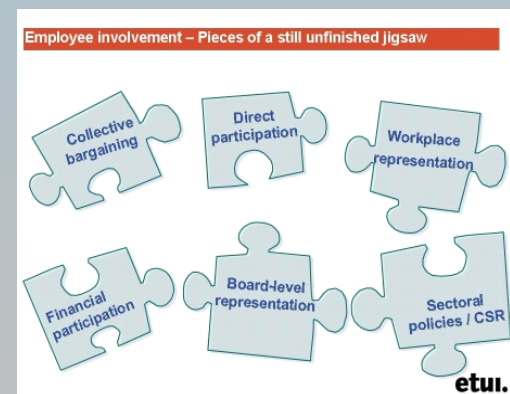 Employee involvement – Pieces of a still unfinished jigsaw
Collective
bargaining
Direct
participation
Workplace
representation
Financial
participation
Board-level
representation
Sectoral
policies / CSR
etui.